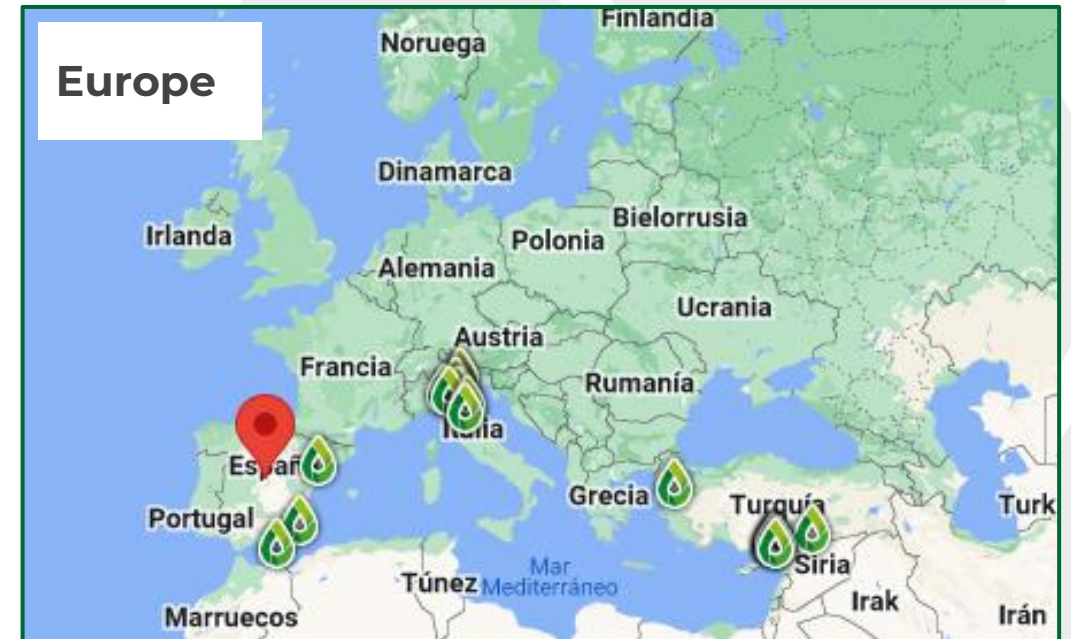 Europe
Finlandia
Noruega
Dinamarca
Irlanda
Bielorrusia
Polonia
Alemania
Ucrania
Austria
Francia
Rumanía
Italia
España
Grecia
Turquía
Turk
Portugal
Siria
Mar
Mediterráneo
Túnez
Irak
Irán
Marruecos